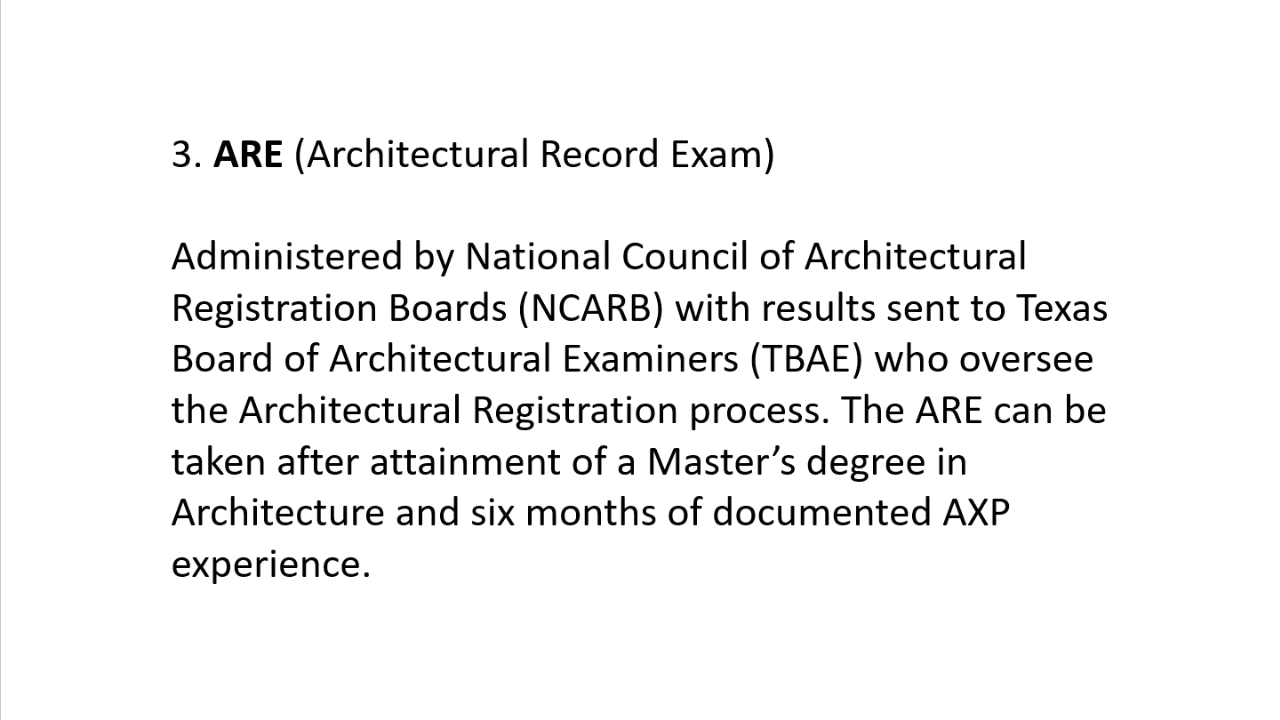 3. ARE (Architectural Record Exam)
Administered by National Council of Architectural
Registration Boards (NCARB) with results sent to Texas
Board of Architectural Examiners (TBAE) who oversee
the Architectural Registration process. The ARE can be
taken after attainment of a Master’s degree in
Architecture and six months of documented AXP
experience.